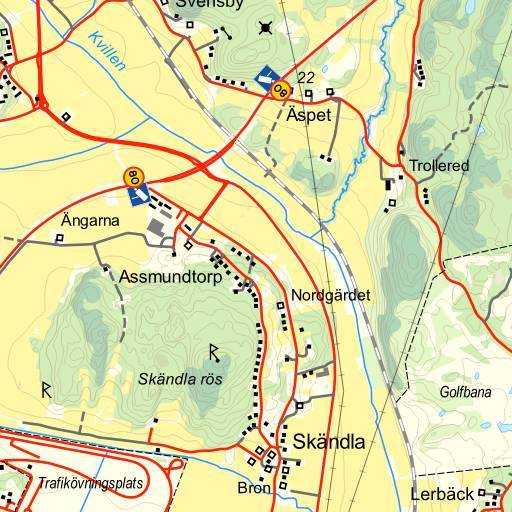 Svensby
Kvillen
22
80
Äspet
Trollered
80
Ängarna
Assmundtorp
Nordgärdet
R
Skändla rös
R
Golfbana
Skändla
Trafikövningsplats
Bron
Lerbäck